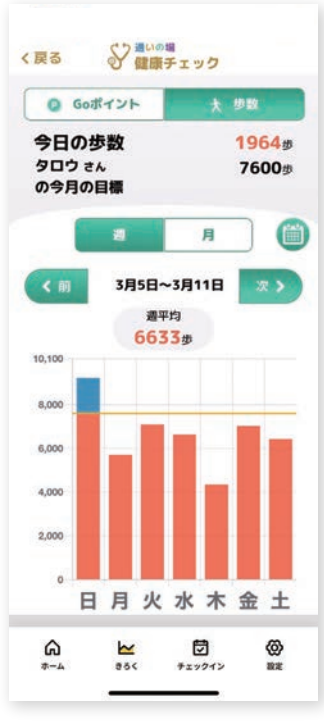 通いの場
戻る
健康チェック
P Goポイント
歩数
今日の歩数 1964歩
タロウ さん 7600歩
の今月の目標
週 月
前 3月5日～3月11日 次
週平均
6633歩
10,100
8,000
6,000
4,000
2,000
0
日 月 火 水 木 金 土
ホーム きろく チェックイン 設定